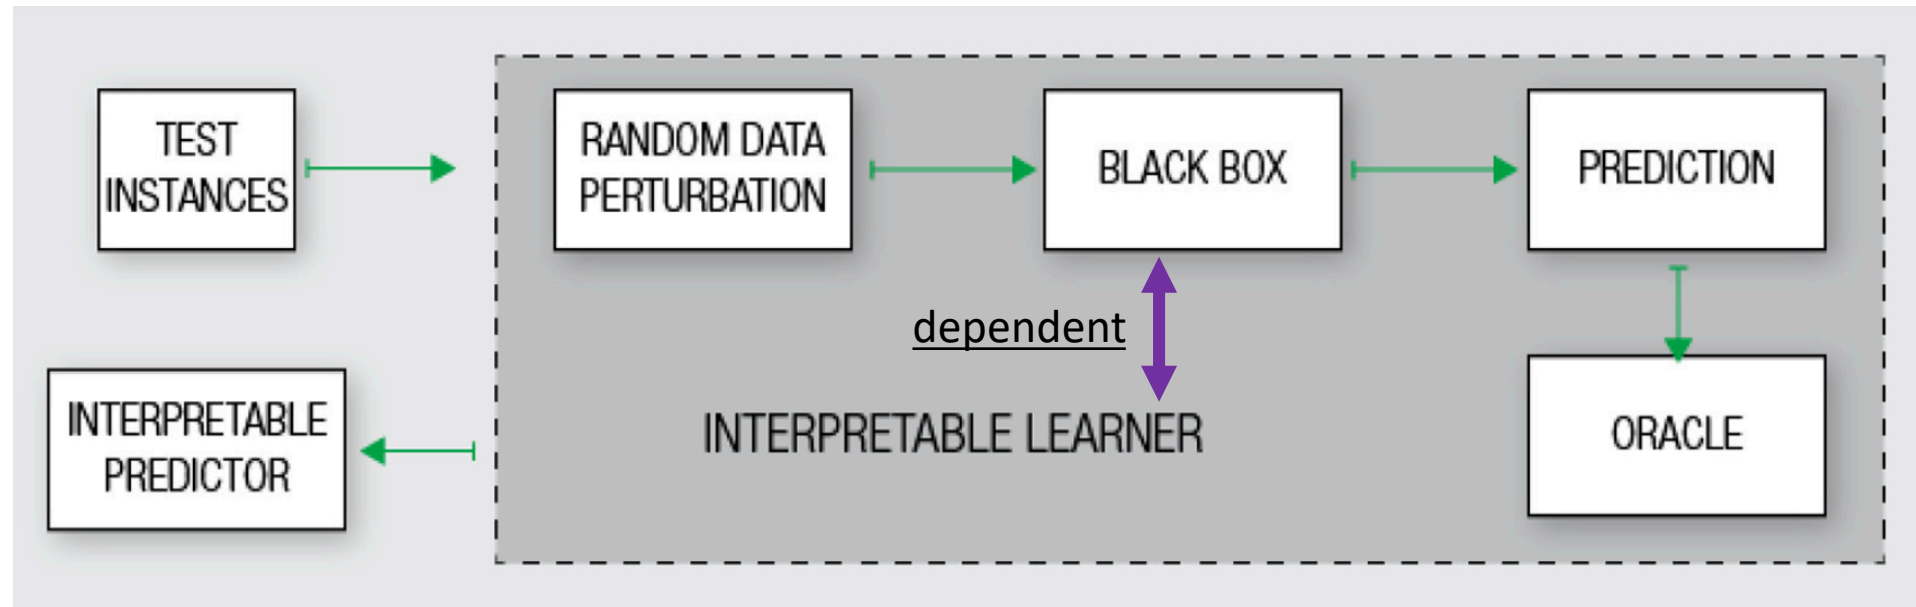 TEST
INSTANCES
RANDOM DATA
PERTURBATION
BLACK BOX
PREDICTION
dependent
INTERPRETABLE
PREDICTOR
INTERPRETABLE LEARNER
ORACLE